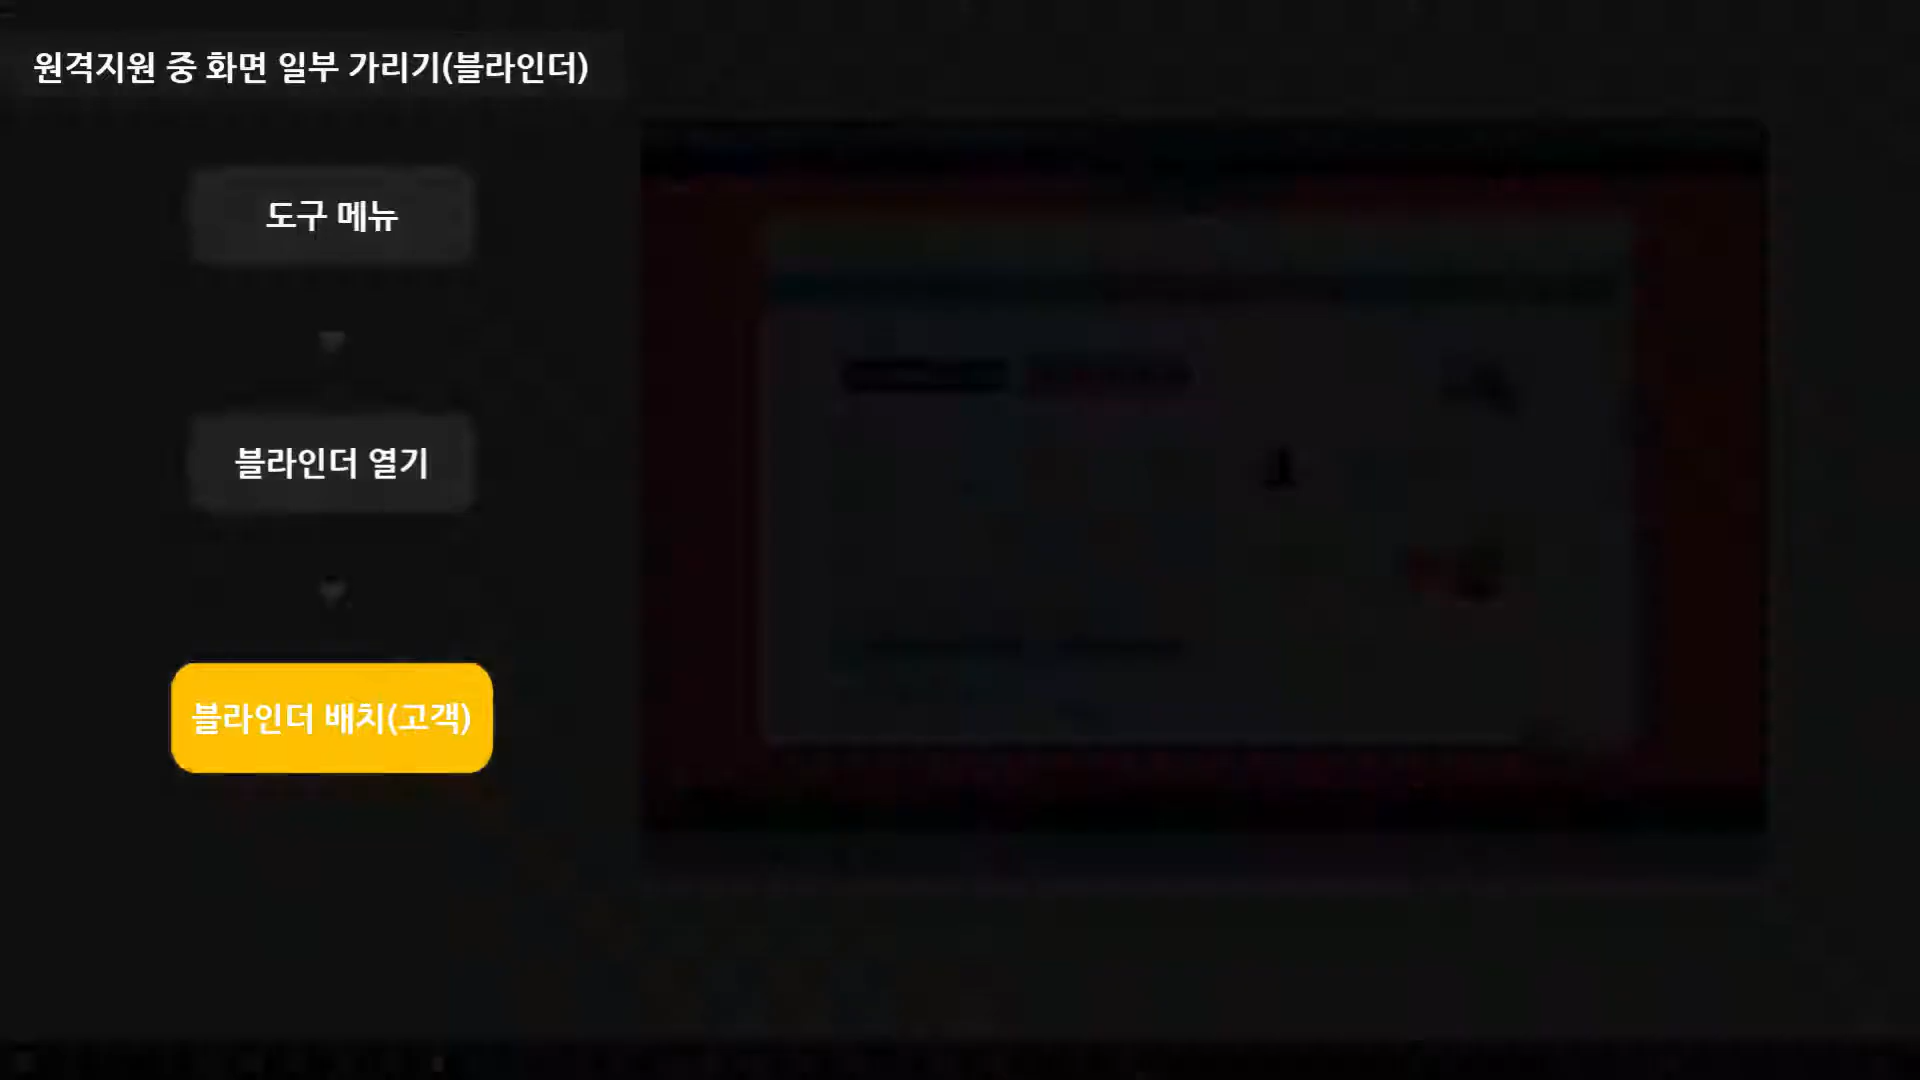 원격지원 중 화면 일부 가리기(블라인더)
도구 메뉴
블라인더 열기
블라인더 배치(고객)